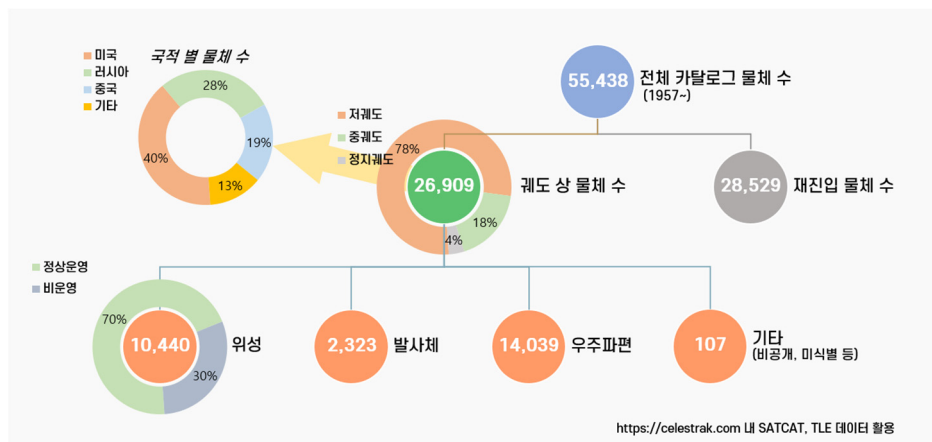 국적 별 물체 수
미국
러시아
중국
기타
28%
19%
40%
13%
55,438
전체 카탈로그 물체 수
(1957~)
저궤도
중궤도
정지궤도
78%
18%
4%
26,909
궤도 상 물체 수
28,529
재진입 물체 수
정상운영
비운영
70%
30%
10,440
위성
2,323
발사체
14,039
우주파편
107
기타
(비공개, 미식별 등)
https://celestrak.com 내 SATCAT, TLE 데이터 활용